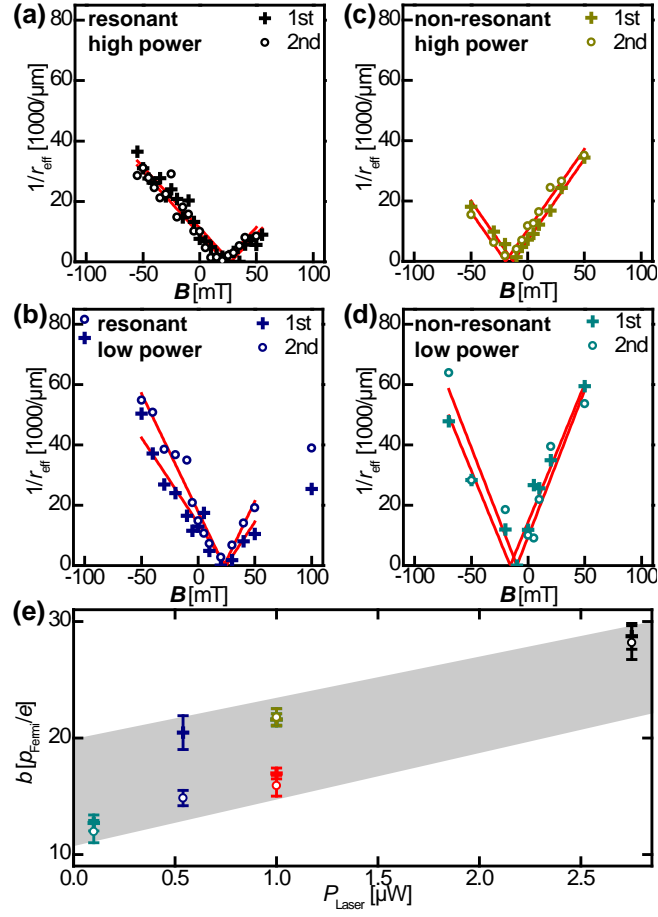 (a) resonant high power
1st
2nd
1/r_eff [1000/µm]
80
60
40
20
0
-100 -50 0 50 100
B [mT]
(c) non-resonant high power
1st
2nd
1/r_eff [1000/µm]
80
60
40
20
0
-100 -50 0 50 100
B [mT]
(b) resonant low power
1st
2nd
1/r_eff [1000/µm]
80
60
40
20
0
-100 -50 0 50 100
B [mT]
(d) non-resonant low power
1st
2nd
1/r_eff [1000/µm]
80
60
40
20
0
-100 -50 0 50 100
B [mT]
(e)
b [p_Fermi/e]
30
20
10
0.0 0.5 1.0 1.5 2.0 2.5
P_Laser [µW]